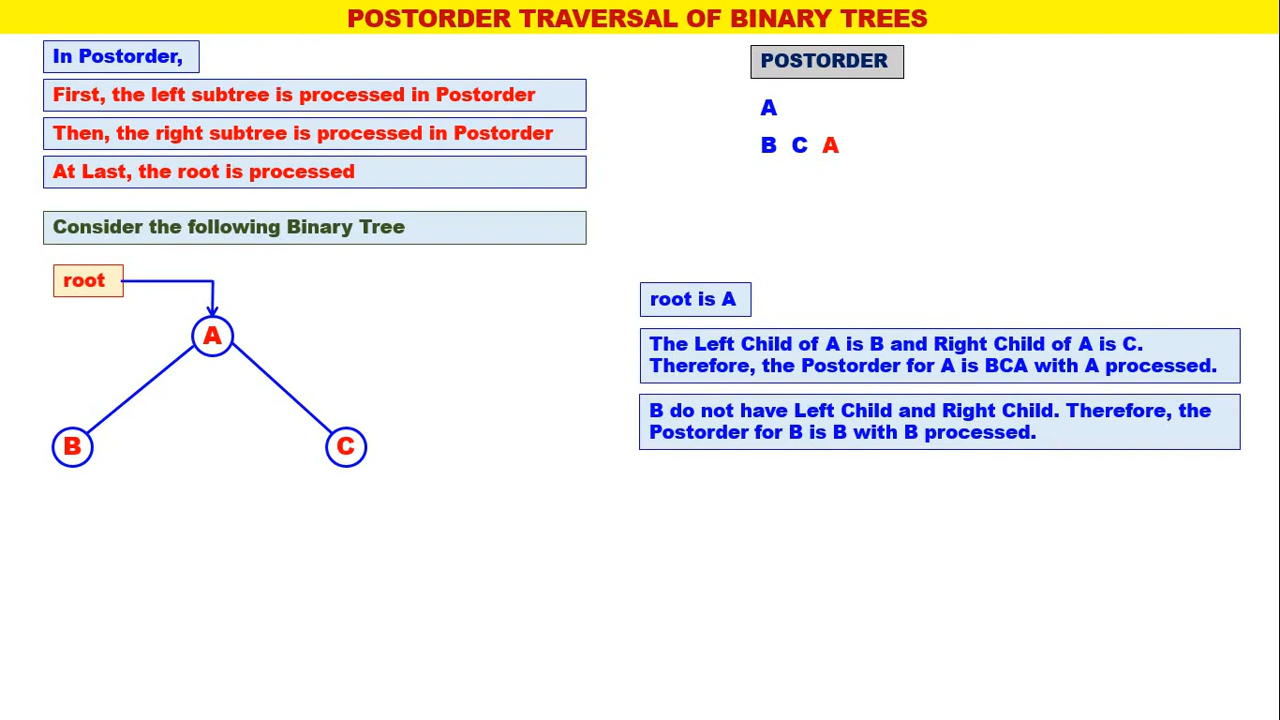 POSTORDER TRAVERSAL OF BINARY TREES
In Postorder,
First, the left subtree is processed in Postorder
Then, the right subtree is processed in Postorder
At Last, the root is processed
Consider the following Binary Tree
root
A
B
C
POSTORDER
A
B C A
root is A
The Left Child of A is B and Right Child of A is C.
Therefore, the Postorder for A is BCA with A processed.
B do not have Left Child and Right Child. Therefore, the
Postorder for B is B with B processed.